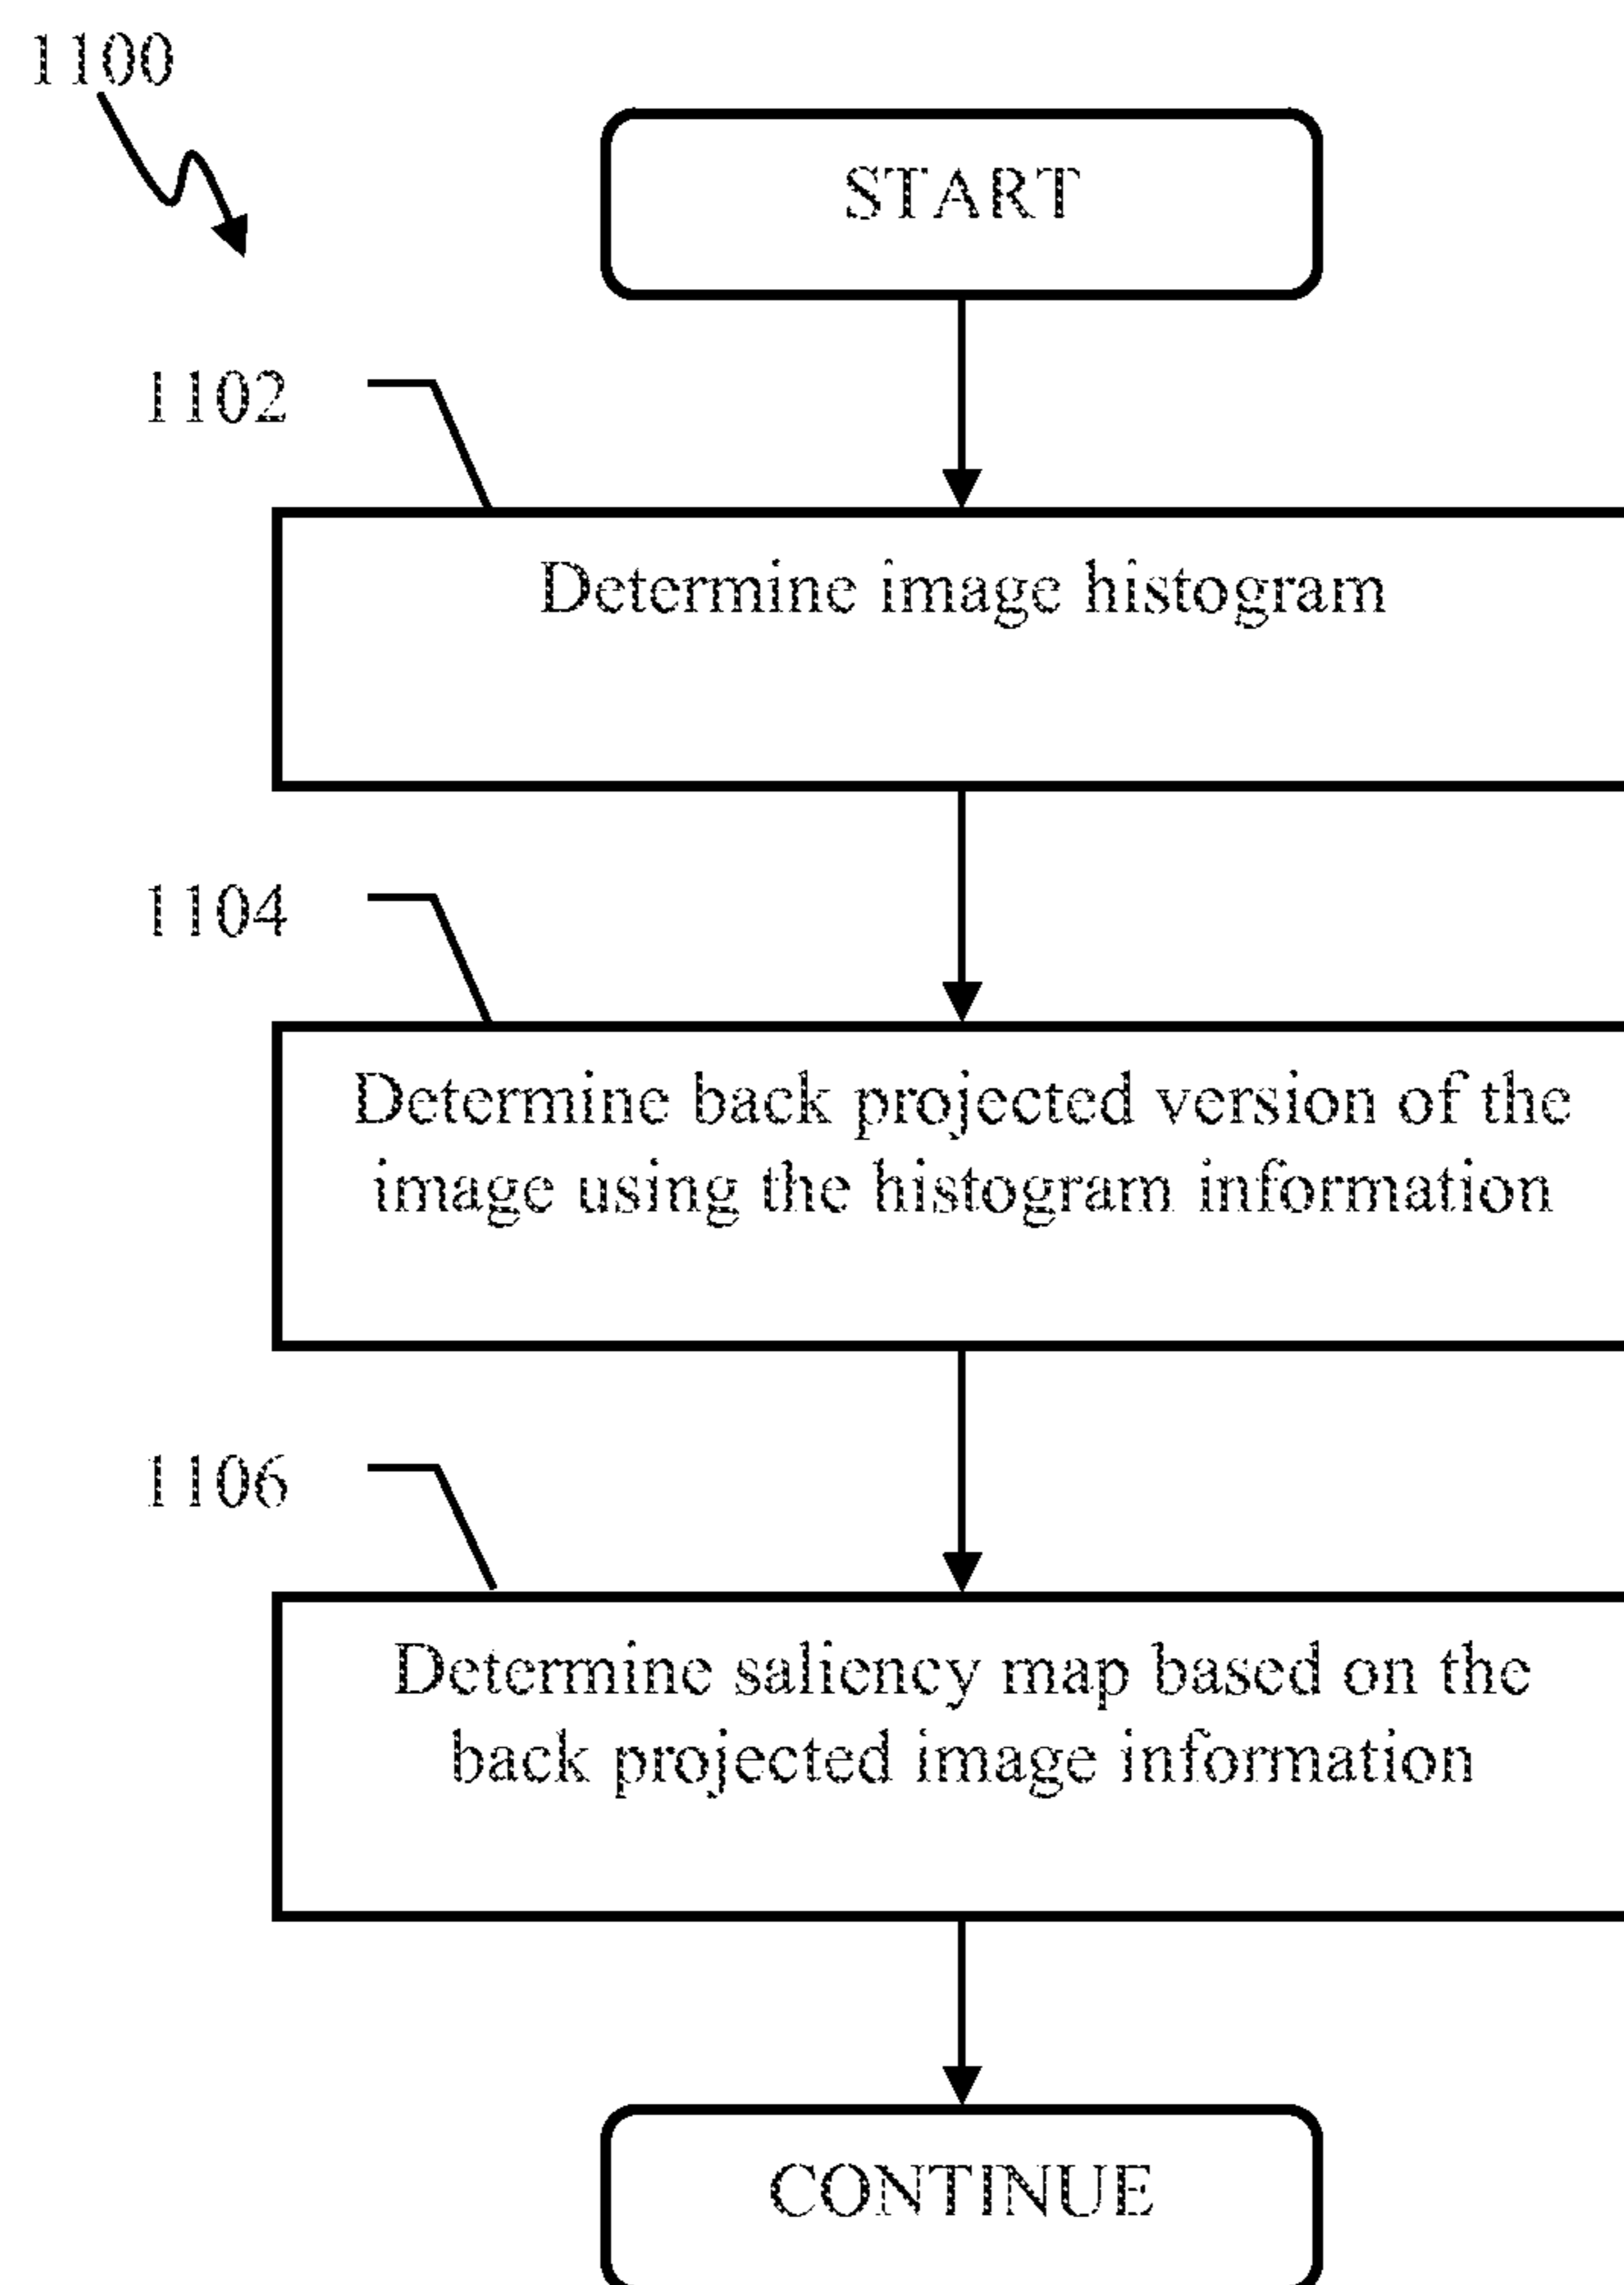 1100
START
1102
Determine image histogram
1104
Determine back projected version of the
image using the histogram information
1106
Determine saliency map based on the
back projected image information
CONTINUE